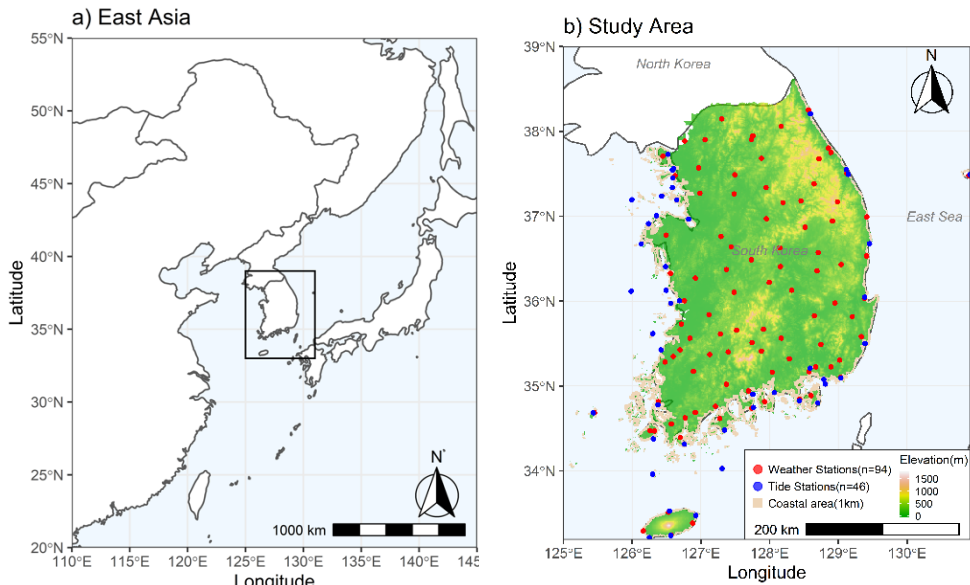 a) East Asia
55°N
50°N
45°N
40°N
35°N
30°N
25°N
20°N
Latitude
110°E
115°E
120°E
125°E
130°E
135°E
140°E
145
Longitude
N
1000 km
b) Study Area
39°N
38°N
37°N
36°N
35°N
34°N
Latitude
North Korea
N
East Sea
South Korea
Weather Stations(n=94)
Tide Stations(n=46)
Coastal area(1km)
Elevation(m)
1500
1000
500
0
200 km
125°E
126°E
127°E
128°E
129°E
130°E
Longitude